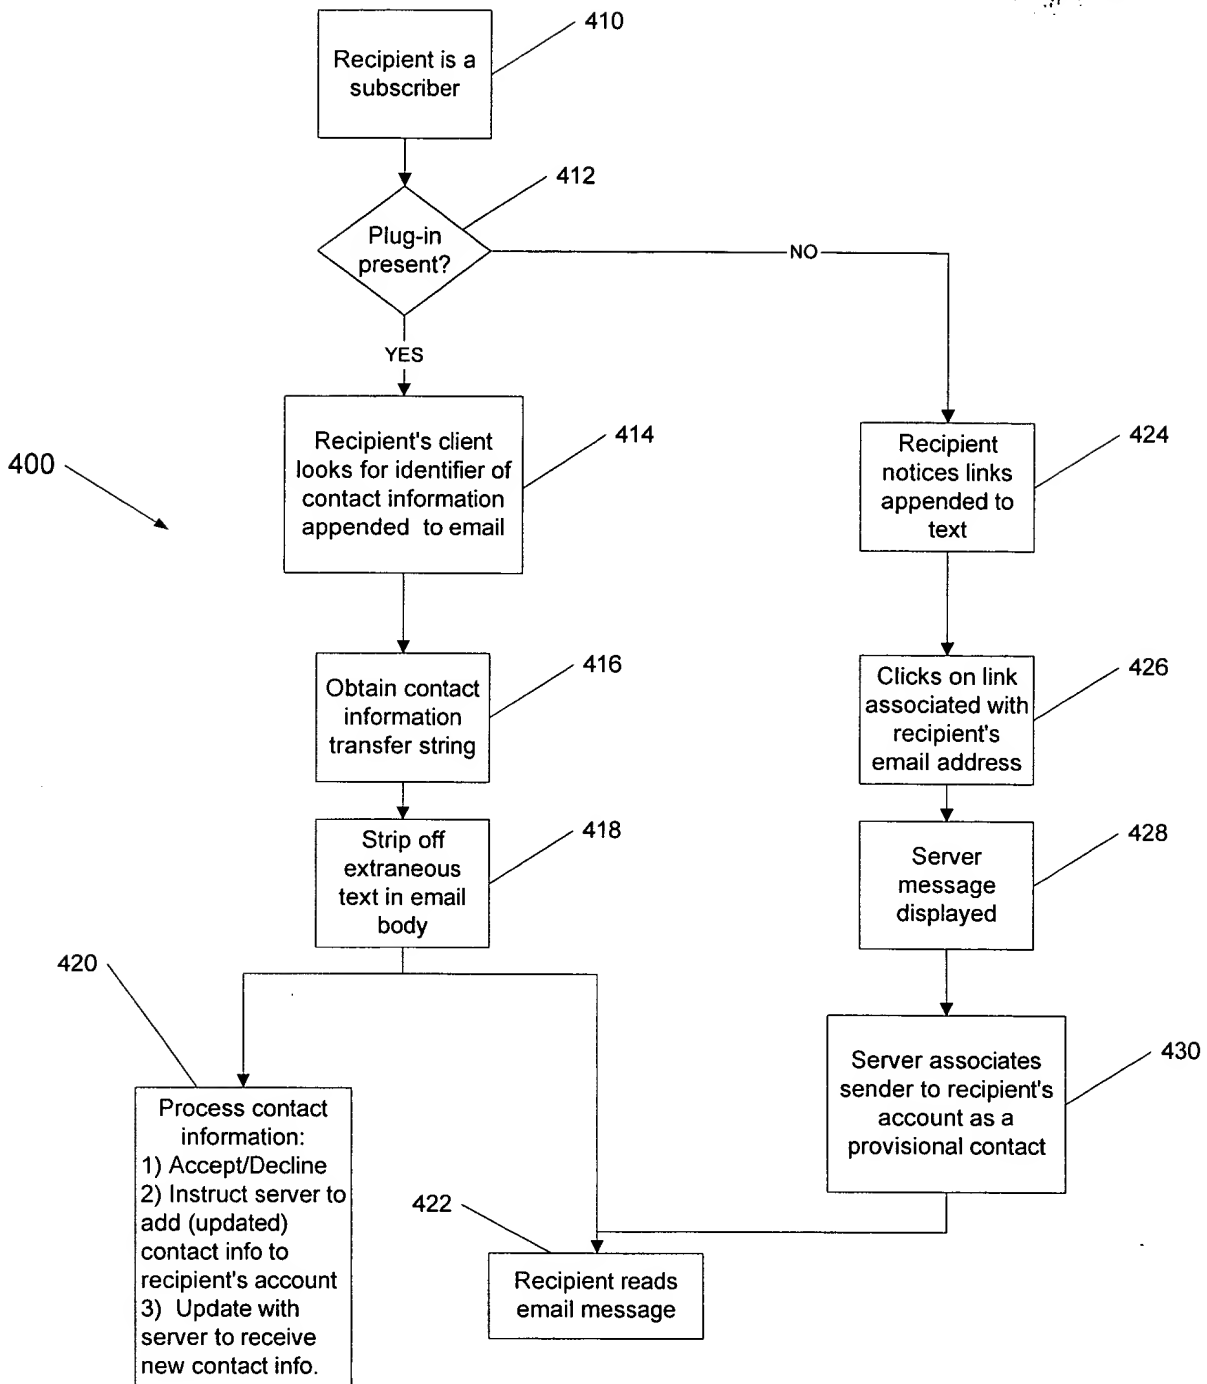 410
Recipient is a
subscriber
412
Plug-in
present?
NO
YES
414
Recipient's client
looks for identifier of
contact information
appended to email
424
Recipient
notices links
appended to
text
400
416
Obtain contact
information
transfer string
426
Clicks on link
associated with
recipient's
email address
418
Strip off
extraneous
text in email
body
428
Server
message
displayed
420
Process contact
information:
1) Accept/Decline
2) Instruct server to
add (updated)
contact info to
recipient's account
3) Update with
server to receive
new contact info.
430
Server associates
sender to recipient's
account as a
provisional contact
422
Recipient reads
email message